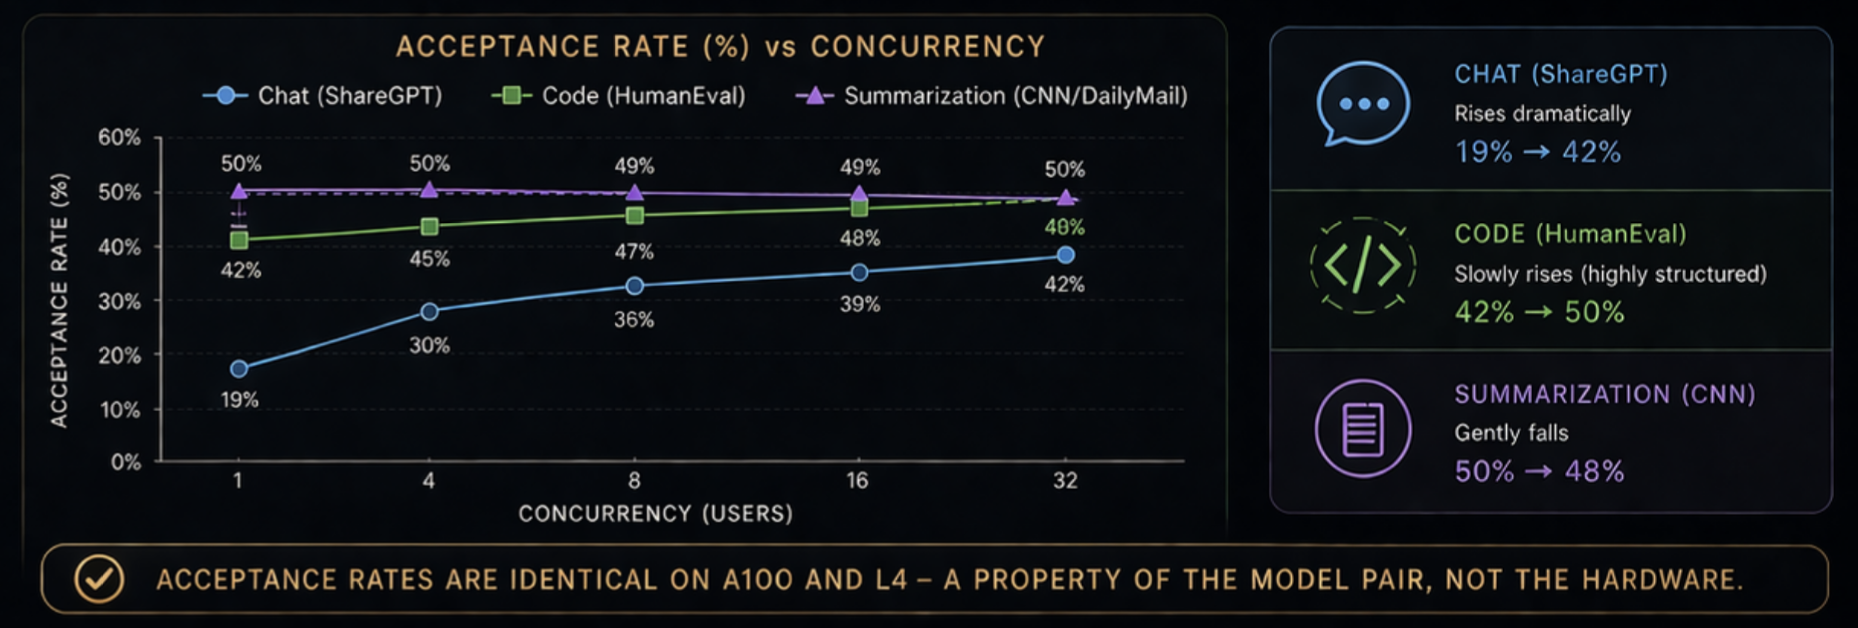 ACCEPTANCE RATE (%) vs CONCURRENCY
Chat (ShareGPT) Code (HumanEval) Summarization (CNN/DailyMail)
ACCEPTANCE RATE (%)
60%
50%
40%
30%
20%
10%
0%
50% 50% 49% 49% 50%
42% 45% 47% 48% 48%
19% 30% 36% 39% 42%
1 4 8 16 32
CONCURRENCY (USERS)
CHAT (ShareGPT)
Rises dramatically
19% → 42%
CODE (HumanEval)
Slowly rises (highly structured)
42% → 50%
SUMMARIZATION (CNN)
Gently falls
50% → 48%
ACCEPTANCE RATES ARE IDENTICAL ON A100 AND L4 – A PROPERTY OF THE MODEL PAIR, NOT THE HARDWARE.